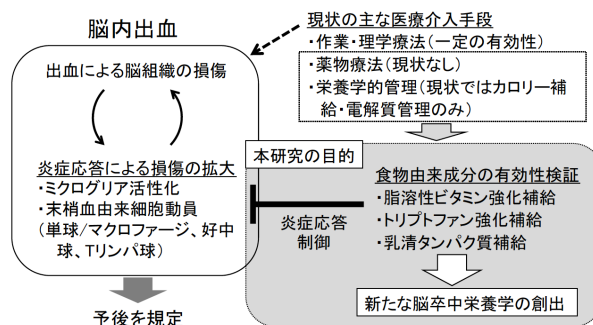 脳内出血
出血による脳組織の損傷
炎症応答による損傷の拡大
・ミクログリア活性化
・末梢血由来細胞動員
(単球/マクロファージ、好中
球、Tリンパ球)
予後を規定
現状の主な医療介入手段
・作業・理学療法(一定の有効性)
・薬物療法(現状なし)
・栄養学的管理(現状ではカロリー補
給・電解質管理のみ)
本研究の目的
食物由来成分の有効性検証
・脂溶性ビタミン強化補給
・トリプトファン強化補給
・乳清タンパク質補給
炎症応答
制御
新たな脳卒中栄養学の創出